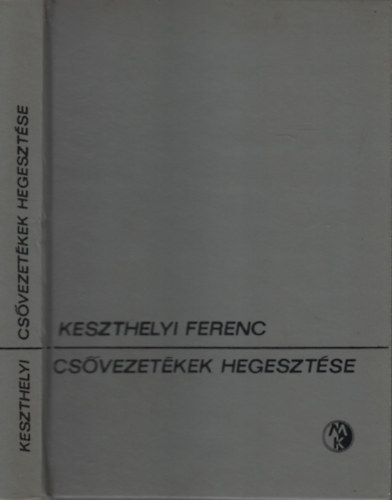 KESZTHELYI CSŐVEZETÉKEK HEGESZTÉSE
KESZTHELYI FERENC
CSŐVEZETÉKEK HEGESZTÉSE
MK